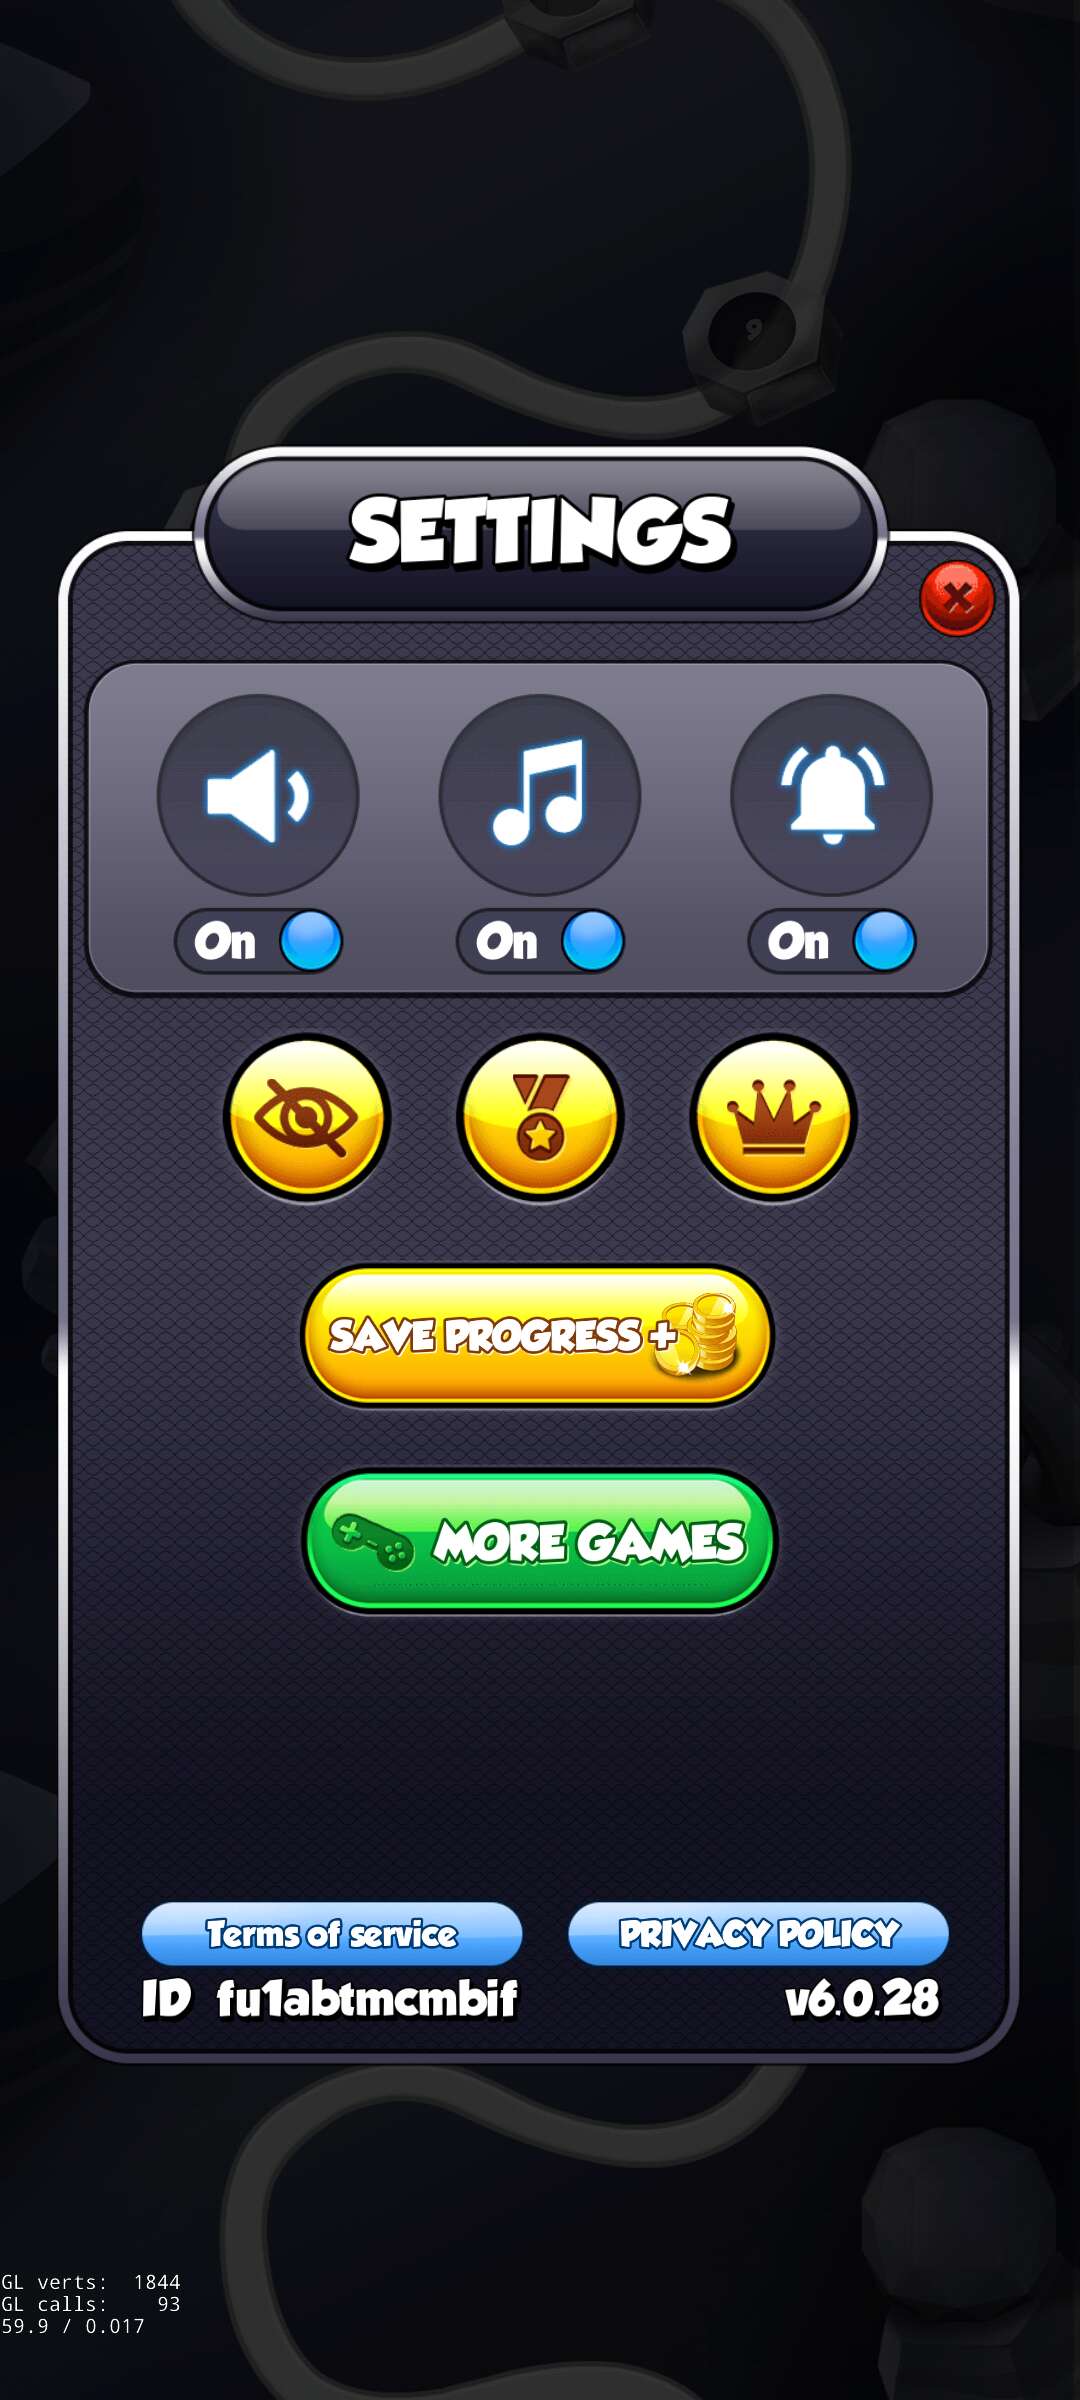 9
SETTINGS
On On On
SAVE PROGRESS +
MORE GAMES
Terms of service PRIVACY POLICY
ID fu1abtmcmbif v6.0.28
GL verts: 1844
GL calls: 93
59.9 / 0.017